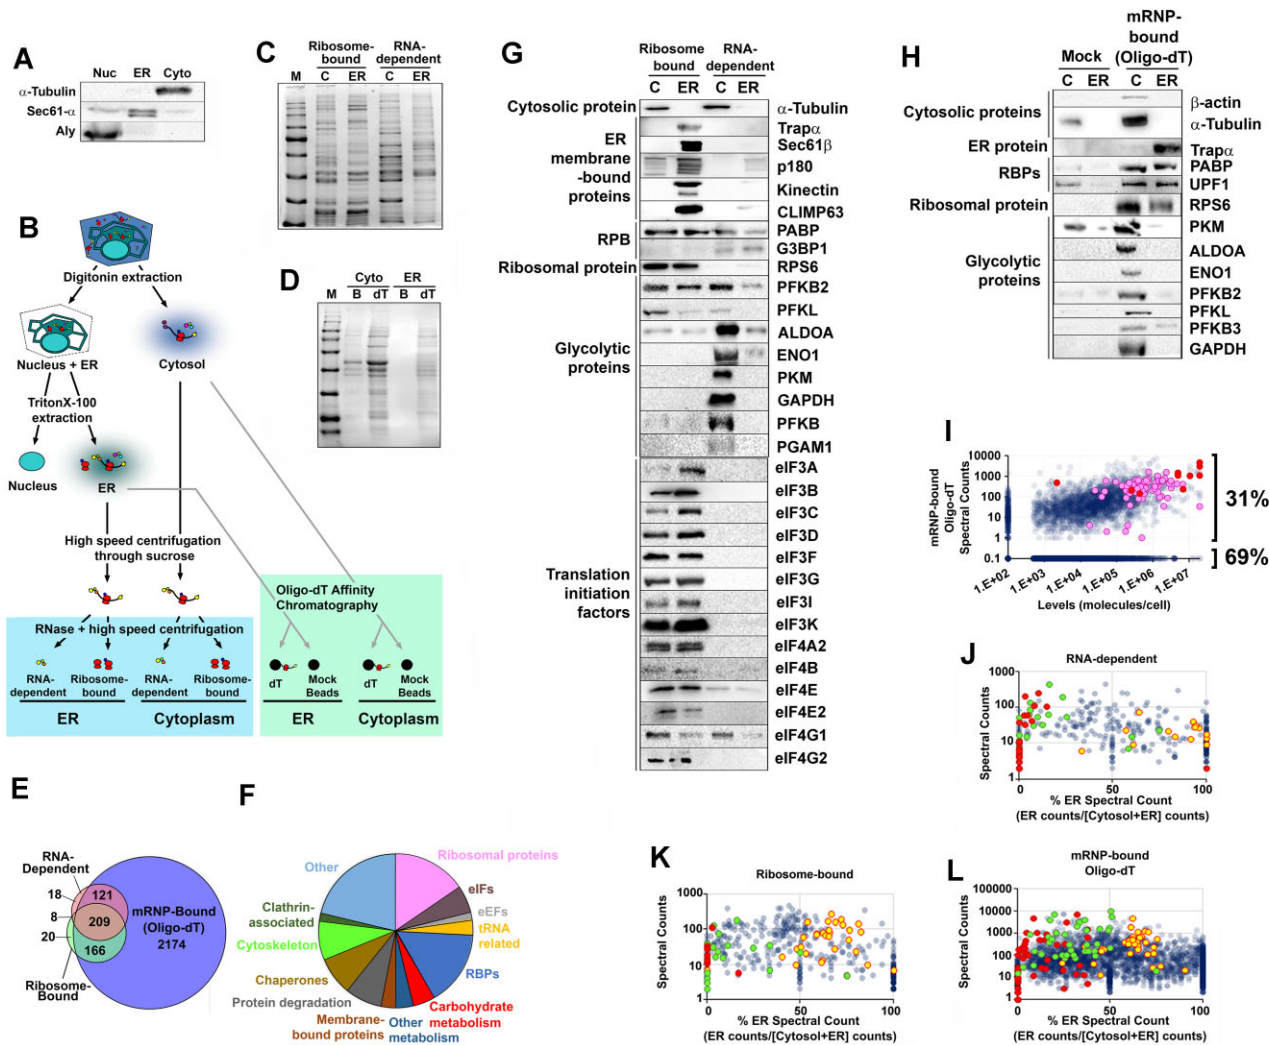 A
Nuc ER Cyto
α-Tubulin
Sec61-α
Aly
B
Digitonin extraction
Nucleus + ER
Cytosol
TritonX-100
extraction
Nucleus
ER
High speed centrifugation
through sucrose
Oligo-dT Affinity
Chromatography
RNase + high speed centrifugation
RNA-
dependent
Ribosome-
bound
RNA-
dependent
Ribosome-
bound
ER
Cytoplasm
dT
Mock
Beads
dT
Mock
Beads
ER
Cytoplasm
C
Ribosome-
bound
RNA-
dependent
M C ER C ER
D
Cyto ER
M B dT B dT
E
RNA-
Dependent
18
8
20
121
209
166
mRNP-Bound
(Oligo-dT)
2174
Ribosome-
Bound
F
Other
Ribosomal proteins
eIFs
eEFs
tRNA
related
RBPs
Carbohydrate
metabolism
Other
metabolism
Membrane-
bound proteins
Protein degradation
Chaperones
Cytoskeleton
Clathrin-
associated
G
Ribosome
bound
RNA-
dependent
C ER C ER
Cytosolic protein
ER
membrane
-bound
proteins
RPB
Ribosomal protein
Glycolytic
proteins
Translation
initiation
factors
α-Tubulin
Trapα
Sec61β
p180
Kinectin
CLIMP63
PABP
G3BP1
RPS6
PFKB2
PFKL
ALDOA
ENO1
PKM
GAPDH
PFKB
PGAM1
eIF3A
eIF3B
eIF3C
eIF3D
eIF3F
eIF3G
eIF3I
eIF3K
eIF4A2
eIF4B
eIF4E
eIF4E2
eIF4G1
eIF4G2
H
mRNP-
bound
Mock (Oligo-dT)
C ER C ER
Cytosolic proteins
ER protein
RBPs
Ribosomal protein
Glycolytic
proteins
β-actin
α-Tubulin
Trapα
PABP
UPF1
RPS6
PKM
ALDOA
ENO1
PFKB2
PFKL
PFKB3
GAPDH
I
mRNP-bound
Oligo-dT
Spectral Counts
10000
1000
100
10
1
0.1
31%
69%
1.E+02 1.E+03 1.E+04 1.E+05 1.E+06 1.E+07
Levels (molecules/cell)
J
RNA-dependent
Spectral Counts
1000
100
10
1
0 50 100
% ER Spectral Count
(ER counts/[Cytosol+ER] counts)
K
Ribosome-bound
Spectral Counts
1000
100
10
1
0 50 100
% ER Spectral Count
(ER counts/[Cytosol+ER] counts)
L
mRNP-bound
Oligo-dT
Spectral Counts
100000
10000
1000
100
10
1
0 50 100
% ER Spectral Count
(ER counts/[Cytosol+ER] counts)